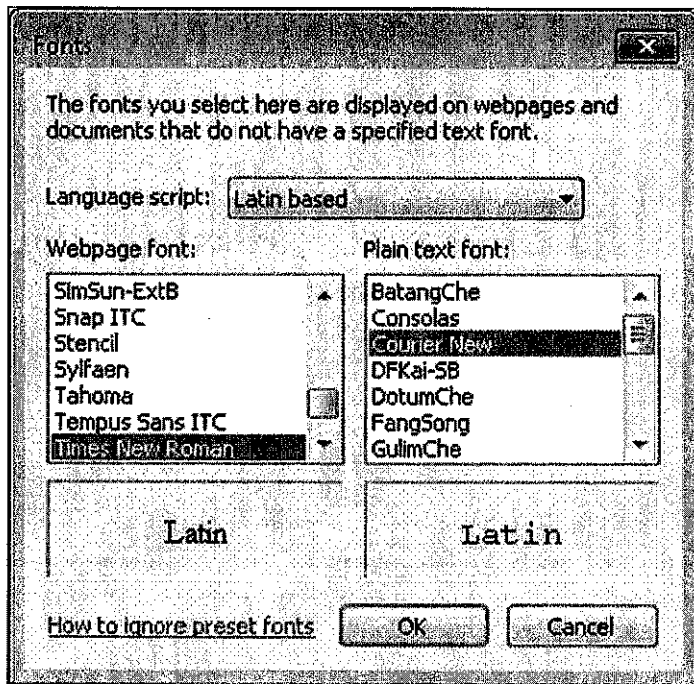 Fonts
The fonts you select here are displayed on webpages and
documents that do not have a specified text font.
Language script: Latin based
Webpage font:
SimSun-ExtB
Snap ITC
Stencil
Sylfaen
Tahoma
Tempus Sans ITC
Times New Roman
Plain text font:
BatangChe
Consolas
Courier New
DFKai-SB
DotumChe
FangSong
GulimChe
Latin
Latin
How to ignore preset fonts
OK
Cancel